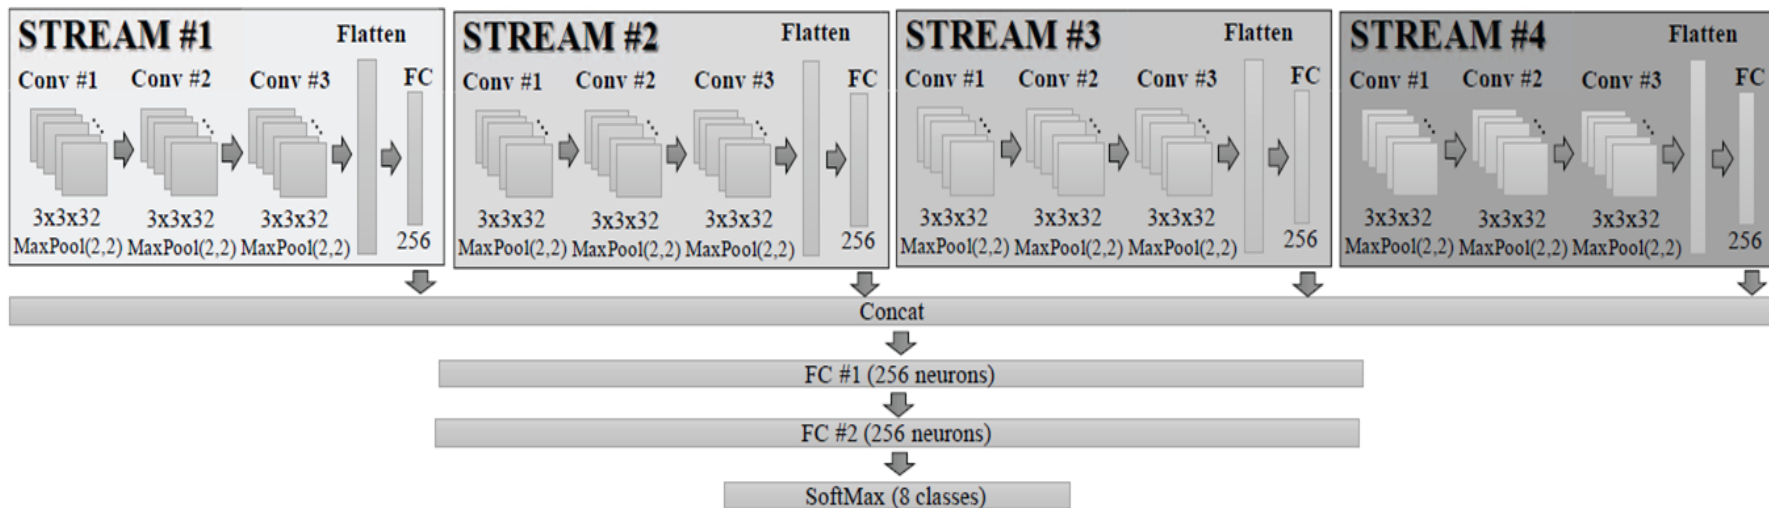 STREAM #1
Flatten
Conv #1 Conv #2 Conv #3 FC
3x3x32 3x3x32 3x3x32
MaxPool(2,2) MaxPool(2,2) MaxPool(2,2) 256
STREAM #2
Flatten
Conv #1 Conv #2 Conv #3 FC
3x3x32 3x3x32 3x3x32
MaxPool(2,2) MaxPool(2,2) MaxPool(2,2) 256
STREAM #3
Flatten
Conv #1 Conv #2 Conv #3 FC
3x3x32 3x3x32 3x3x32
MaxPool(2,2) MaxPool(2,2) MaxPool(2,2) 256
STREAM #4
Flatten
Conv #1 Conv #2 Conv #3 FC
3x3x32 3x3x32 3x3x32
MaxPool(2,2) MaxPool(2,2) MaxPool(2,2) 256
Concat
FC #1 (256 neurons)
FC #2 (256 neurons)
SoftMax (8 classes)